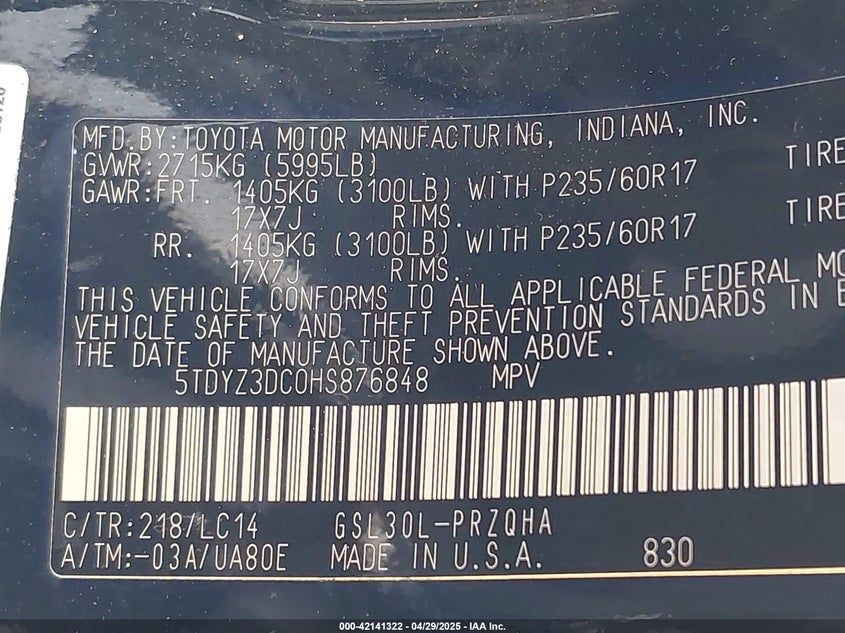 MFD.BY:TOYOTA MOTOR MANUFACTURING, INDIANA, INC.
GVWR:2715KG (5995LB)
GAWR:FRT. 1405KG (3100LB) WITH P235/60R17 TIRE
17X7J RIMS.
RR. 1405KG (3100LB) WITH P235/60R17 TIRE
17X7J RIMS.
THIS VEHICLE CONFORMS TO ALL APPLICABLE FEDERAL MO
VEHICLE SAFETY AND THEFT PREVENTION STANDARDS IN E
THE DATE OF MANUFACTURE SHOWN ABOVE.
5TDYZ3DC0HS876848 MPV
C/TR:218/LC14 GSL30L-PRZQHA
A/TM:-03A/UA80E MADE IN U.S.A. 830
000-42141322 - 04/29/2025 - IAA Inc.